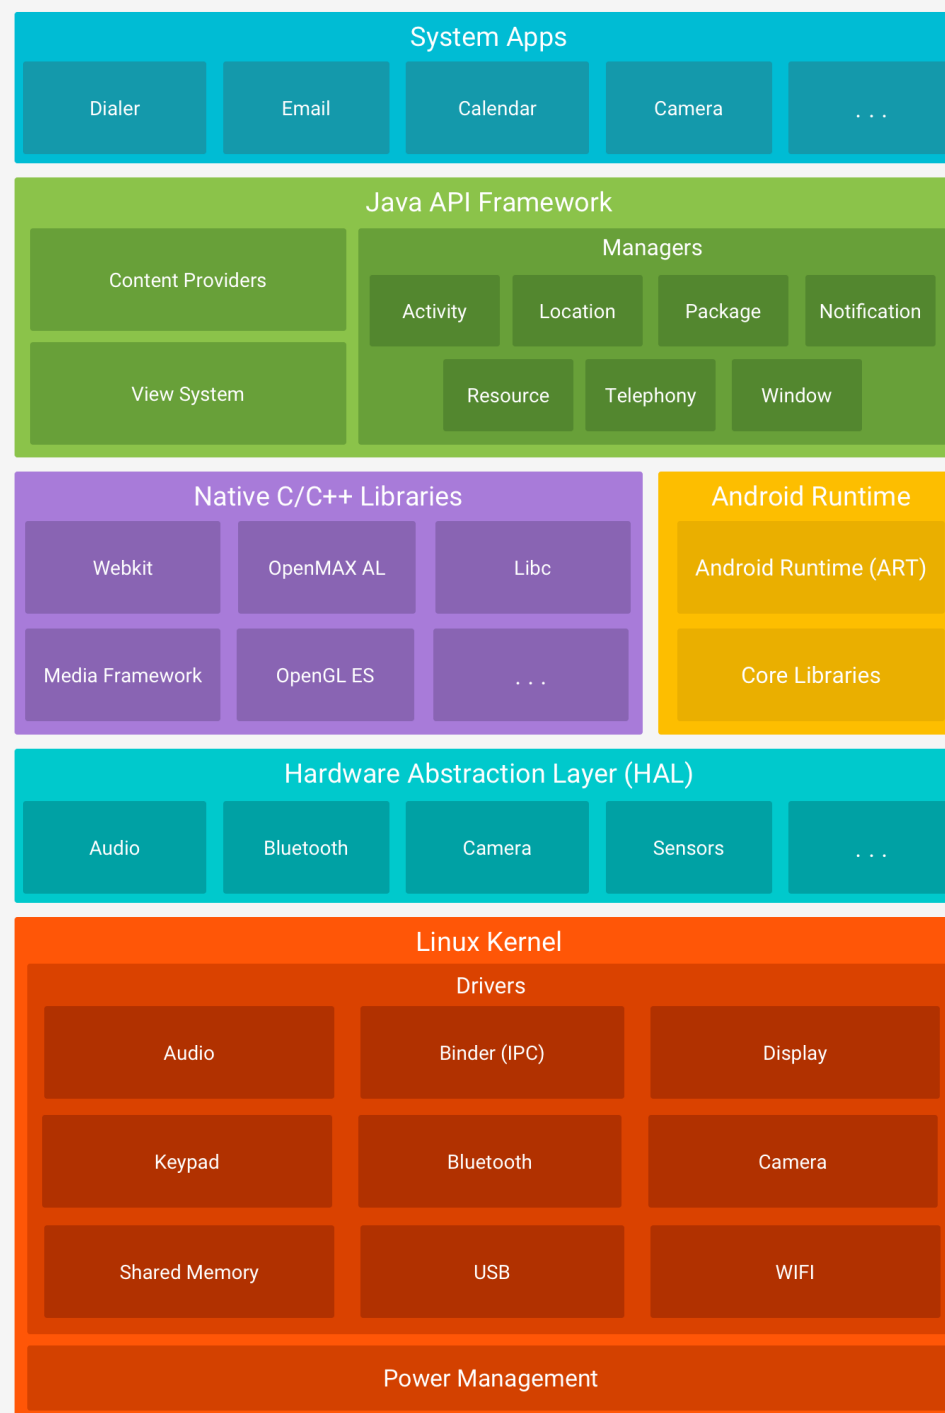 System Apps
Dialer Email Calendar Camera . . .
Java API Framework
Content Providers
View System
Managers
Activity Location Package Notification
Resource Telephony Window
Native C/C++ Libraries
Webkit OpenMAX AL Libc
Media Framework OpenGL ES . . .
Android Runtime
Android Runtime (ART)
Core Libraries
Hardware Abstraction Layer (HAL)
Audio Bluetooth Camera Sensors . . .
Linux Kernel
Drivers
Audio Binder (IPC) Display
Keypad Bluetooth Camera
Shared Memory USB WIFI
Power Management